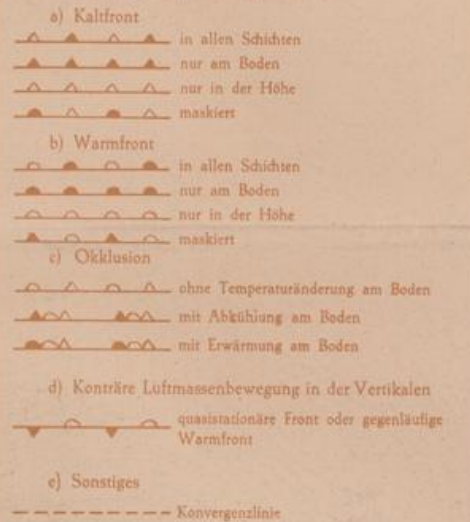 a) Kaltfront
in allen Schichten
nur am Boden
nur in der Höhe
maskiert
b) Warmfront
in allen Schichten
nur am Boden
nur in der Höhe
maskiert
c) Okklusion
ohne Temperaturänderung am Boden
mit Abkühlung am Boden
mit Erwärmung am Boden
d) Konträre Luftmassenbewegung in der Vertikalen
quasistationäre Front oder gegenläufige
Warmfront
e) Sonstiges
Konvergenzlinie